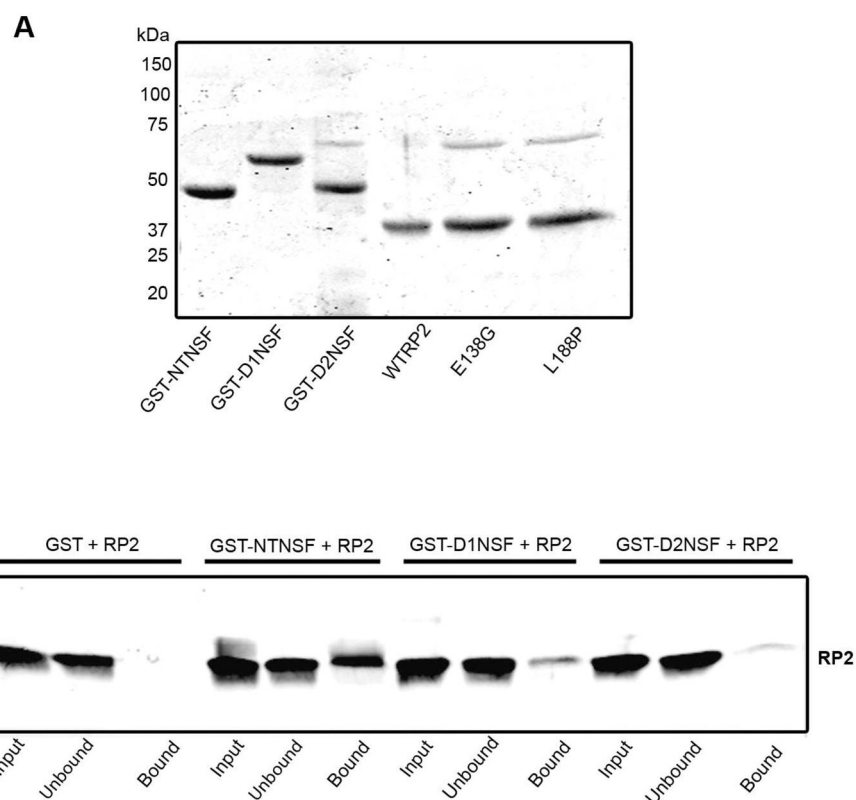 A
kDa
150
100
75
50
37
25
20
GST-NTNSF GST-D1NSF GST-D2NSF WTRP2 E138G L188P
GST + RP2 GST-NTNSF + RP2 GST-D1NSF + RP2 GST-D2NSF + RP2
RP2
Unbound Bound Input Unbound Bound Input Unbound Bound Input Unbound Bound